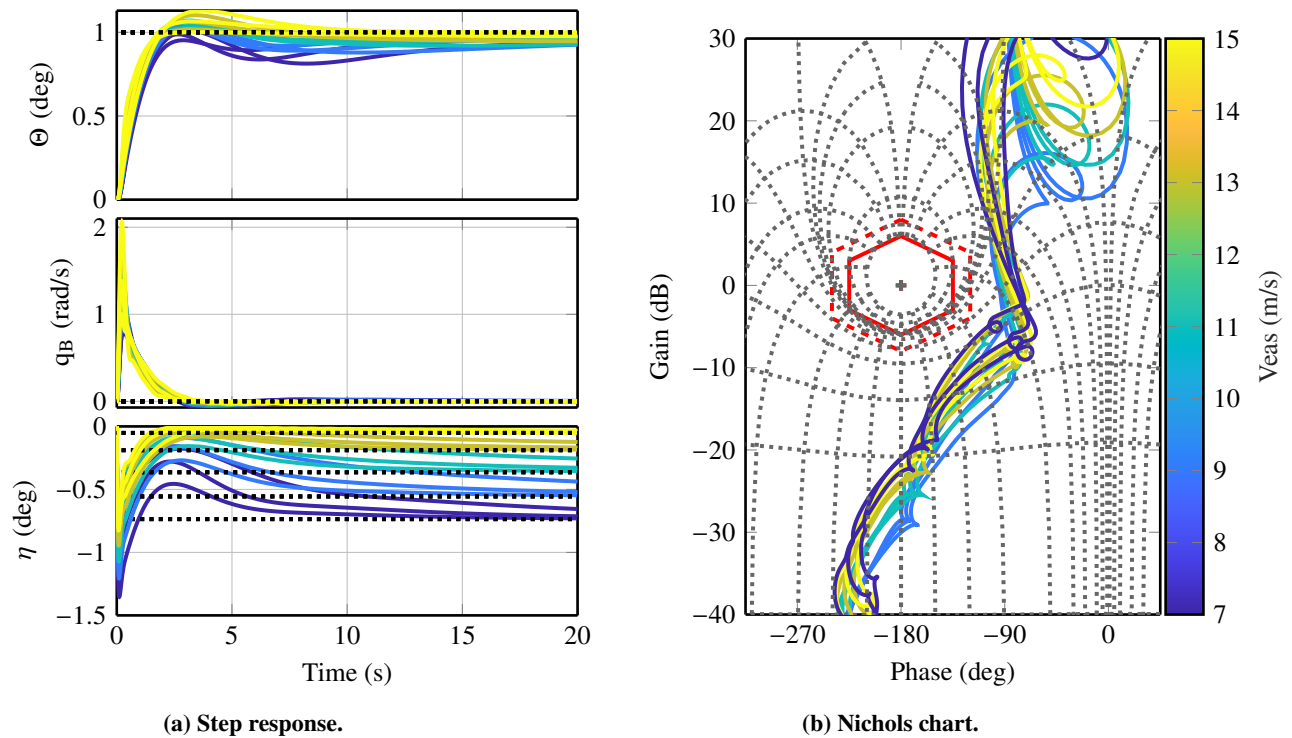 1
0.5
0
Θ (deg)
2
1
0
q_B (rad/s)
0
−0.5
−1
−1.5
η (deg)
0 5 10 15 20
Time (s)
(a) Step response.
30
20
10
0
−10
−20
−30
−40
Gain (dB)
−270 −180 −90 0
Phase (deg)
15
14
13
12
11
10
9
8
7
Veas (m/s)
(b) Nichols chart.